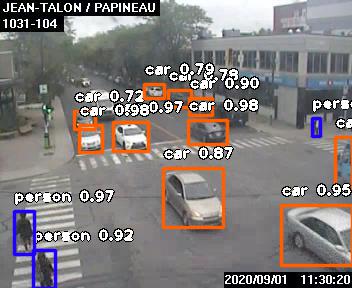 JEAN-TALON / PAPINEAU
1031-104
car 0.79
car 0.78
car 0.90
car 0.72
car 0.98
0.97
car 0.98
car 0.87
person 0.97
person 0.92
car 0.95
pers
ca
2020/09/01 11:30:20